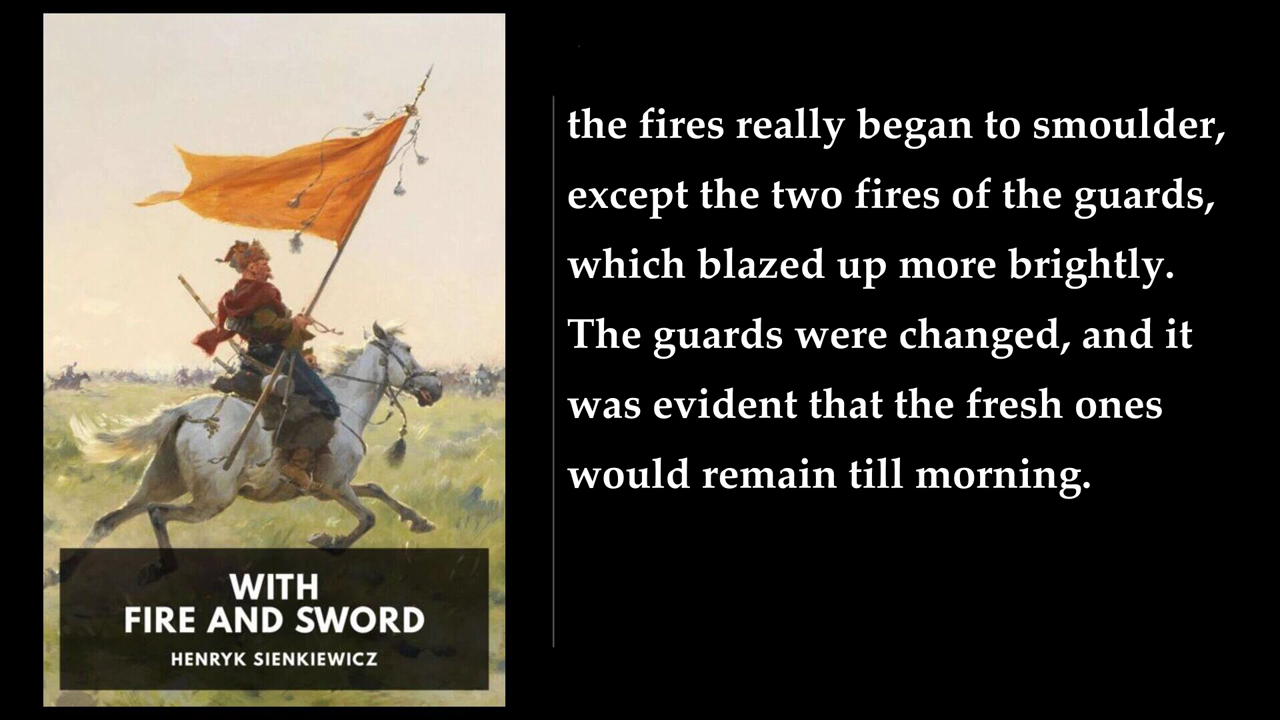 WITH
FIRE AND SWORD
HENRYK SIENKIEWICZ
the fires really began to smoulder,
except the two fires of the guards,
which blazed up more brightly.
The guards were changed, and it
was evident that the fresh ones
would remain till morning.